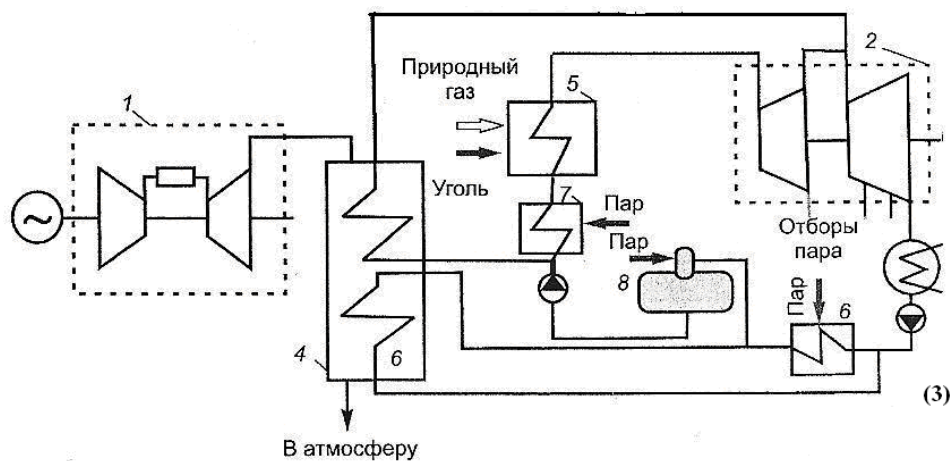 2
Природный
газ
5
1
Уголь
7
Пар
Пар
Отборы
пара
8
Пар
6
4
6
(3)
В атмосферу